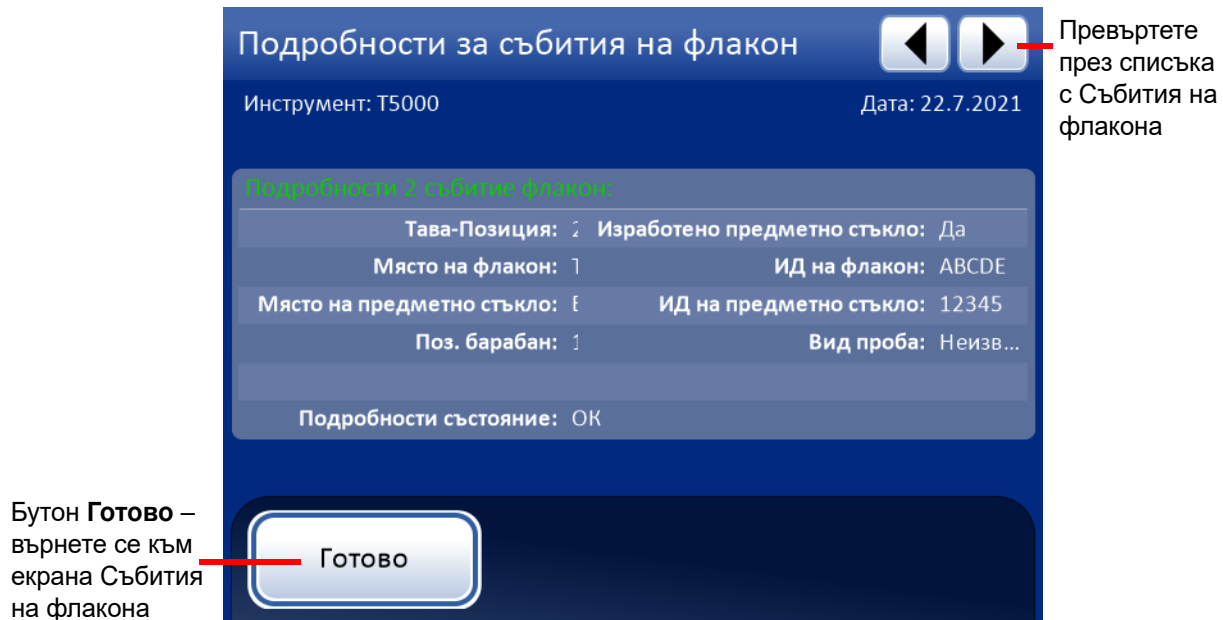 Подробности за събития на флакон
Превъртете
през списъка
с Събития на
флакона
Инструмент: T5000
Дата: 22.7.2021
Подробности 2 събитие флакон:
Тава-Позиция: Изработено предметно стъкло: Да
Място на флакон: ИД на флакон: ABCDE
Място на предметно стъкло: ИД на предметно стъкло: 12345
Поз. барабан: Вид проба: Неизв...
Подробности състояние: ОК
Бутон Готово –
върнете се към
екрана Събития
на флакона
Готово